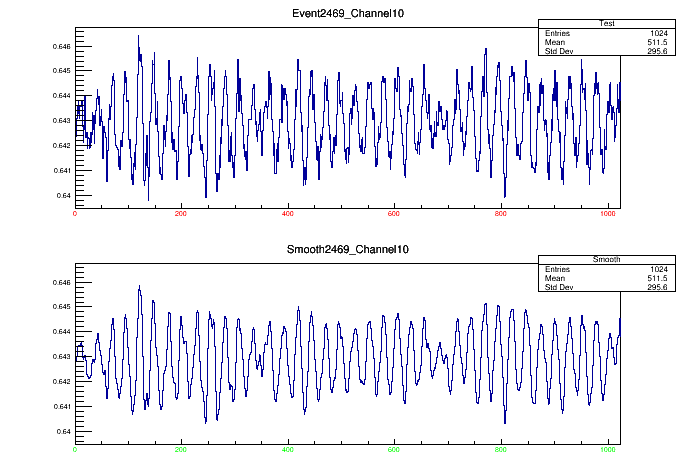 Event2469_Channel10
Test
Entries 1024
Mean 511.5
Std Dev 295.6
0.646
0.645
0.644
0.643
0.642
0.641
0.64
0 200 400 600 800 1000
Smooth2469_Channel10
Smooth
Entries 1024
Mean 511.5
Std Dev 295.6
0.646
0.645
0.644
0.643
0.642
0.641
0.64
0 200 400 600 800 1000